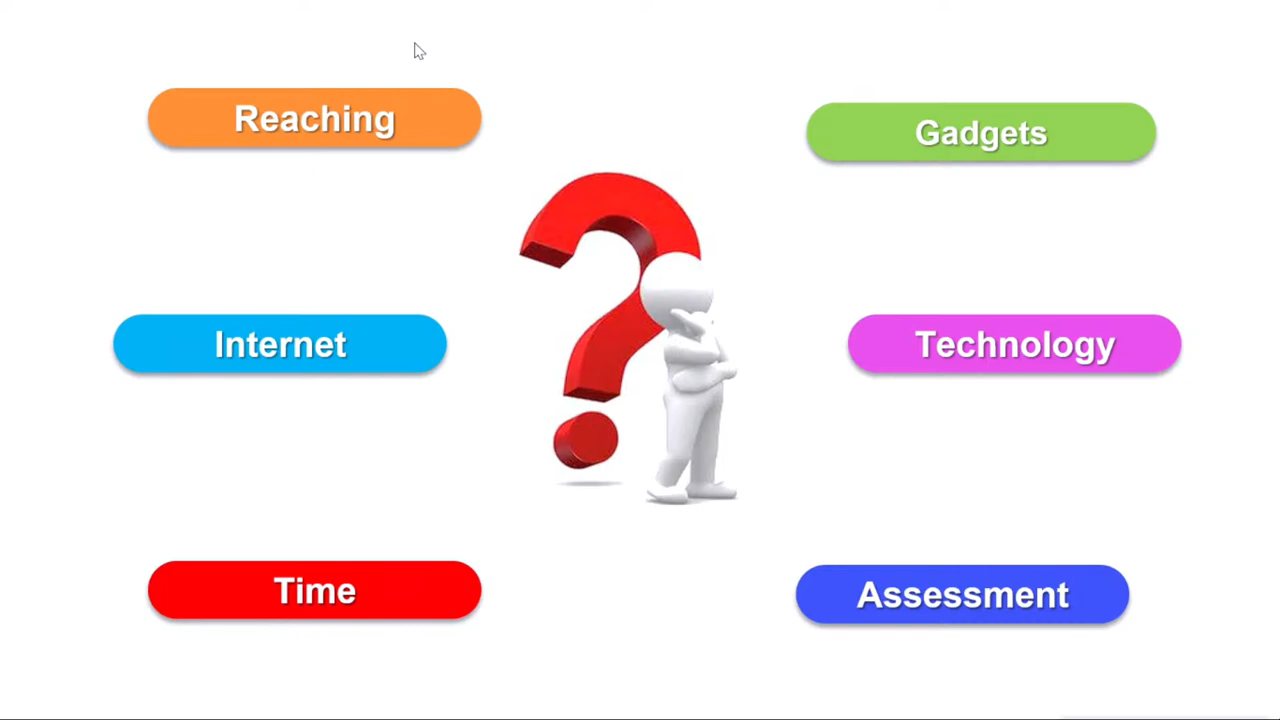 Reaching
Gadgets
Internet
Technology
Time
Assessment